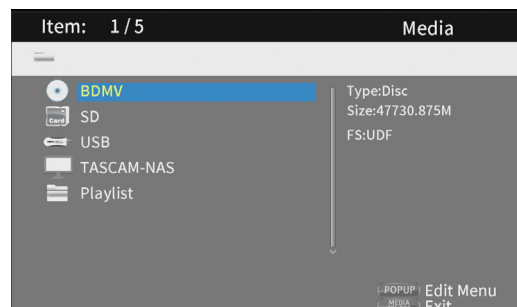 Item: 1/5
Media
BDMV
SD
USB
TASCAM-NAS
Playlist
Type:Disc
Size:47730.875M
FS:UDF
POPUP Edit Menu
MEDIA Exit
Card